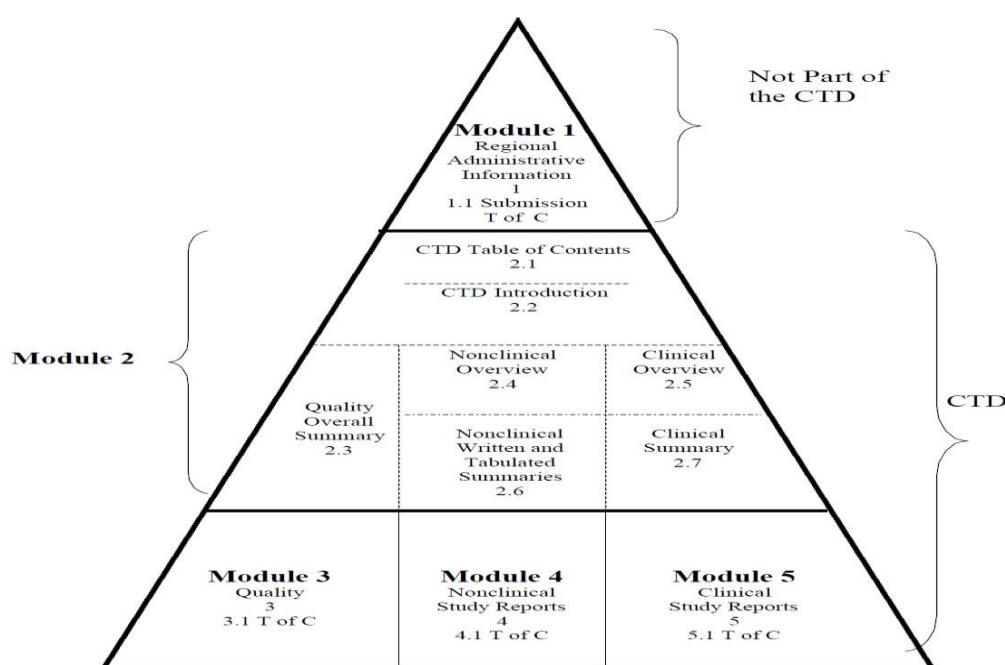 Not Part of
the CTD
Module 1
Regional
Administrative
Information
1
1.1 Submission
T of C
CTD Table of Contents
2.1
CTD Introduction
2.2
Module 2
Nonclinical
Overview
2.4
Clinical
Overview
2.5
CTD
Quality
Overall
Summary
2.3
Nonclinical
Written and
Tabulated
Summaries
2.6
Clinical
Summary
2.7
Module 3
Quality
3
3.1 T of C
Module 4
Nonclinical
Study Reports
4
4.1 T of C
Module 5
Clinical
Study Reports
5
5.1 T of C